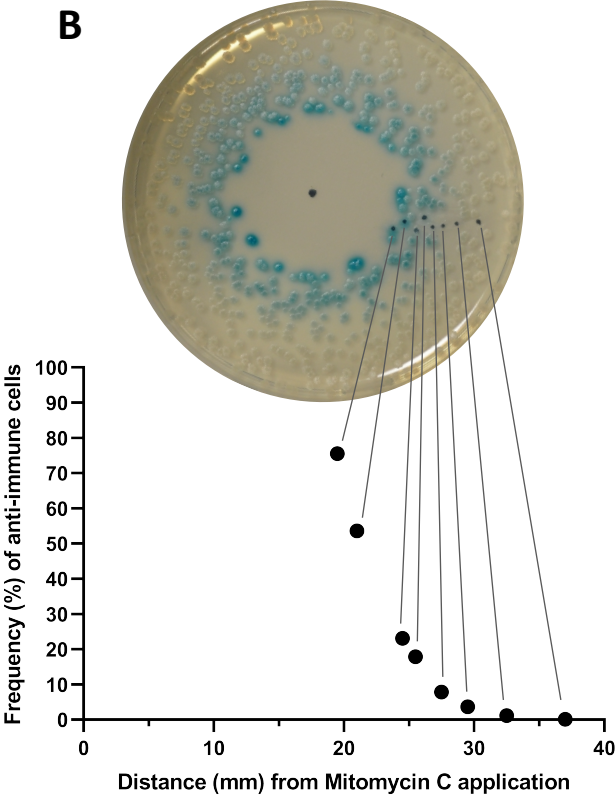 B
Frequency (%) of anti-immune cells
100
90
80
70
60
50
40
30
20
10
0
0 10 20 30 40
Distance (mm) from Mitomycin C application